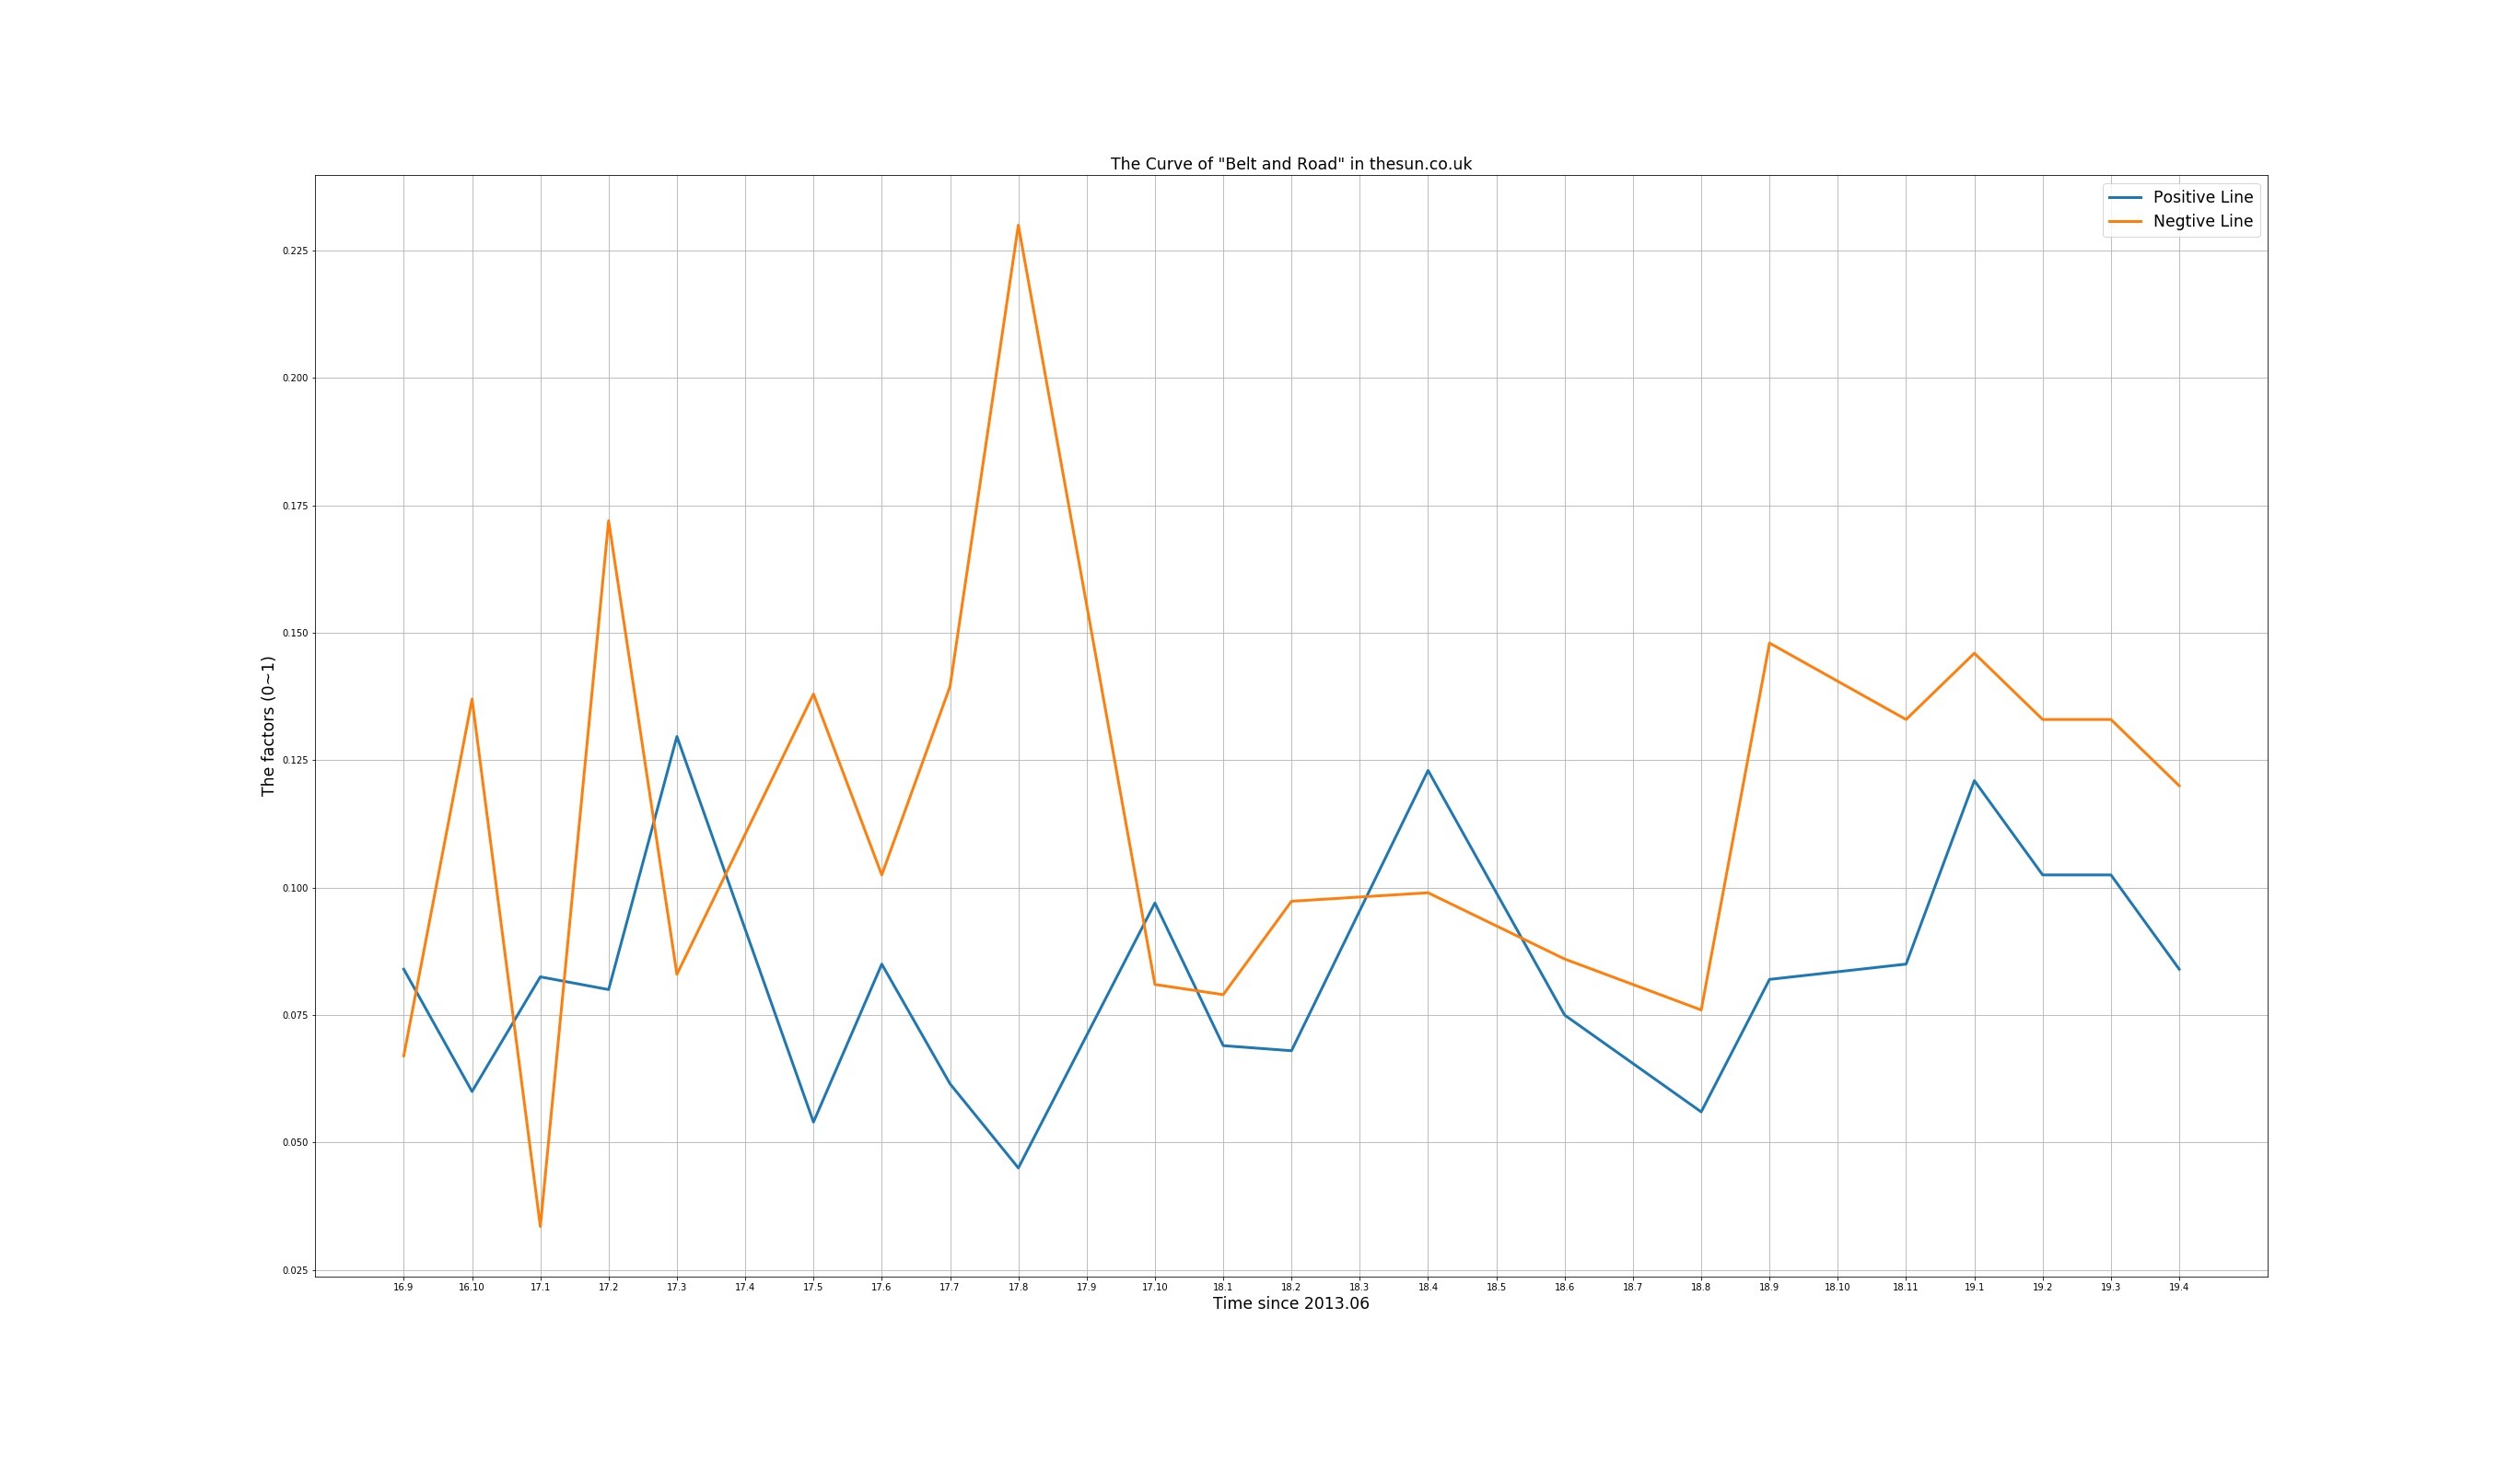 The Curve of "Belt and Road" in thesun.co.uk
Positive Line
Negtive Line
The factors (0~1)
0.225
0.200
0.175
0.150
0.125
0.100
0.075
0.050
0.025
16.9 16.10 17.1 17.2 17.3 17.4 17.5 17.6 17.7 17.8 17.9 17.10 18.1 18.2 18.3 18.4 18.5 18.6 18.7 18.8 18.9 18.10 18.11 19.1 19.2 19.3 19.4
Time since 2013.06